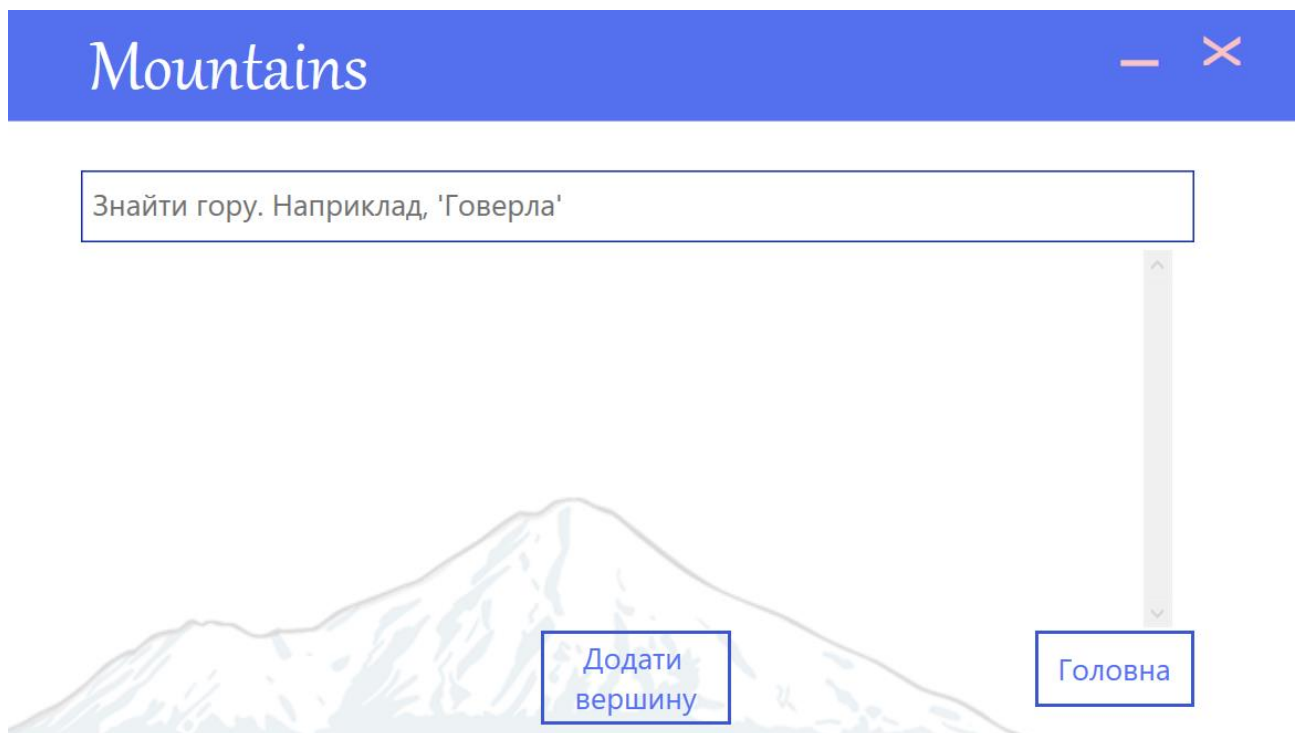 Mountains
Знайти гору. Наприклад, 'Говерла'
Додати
вершину
Головна